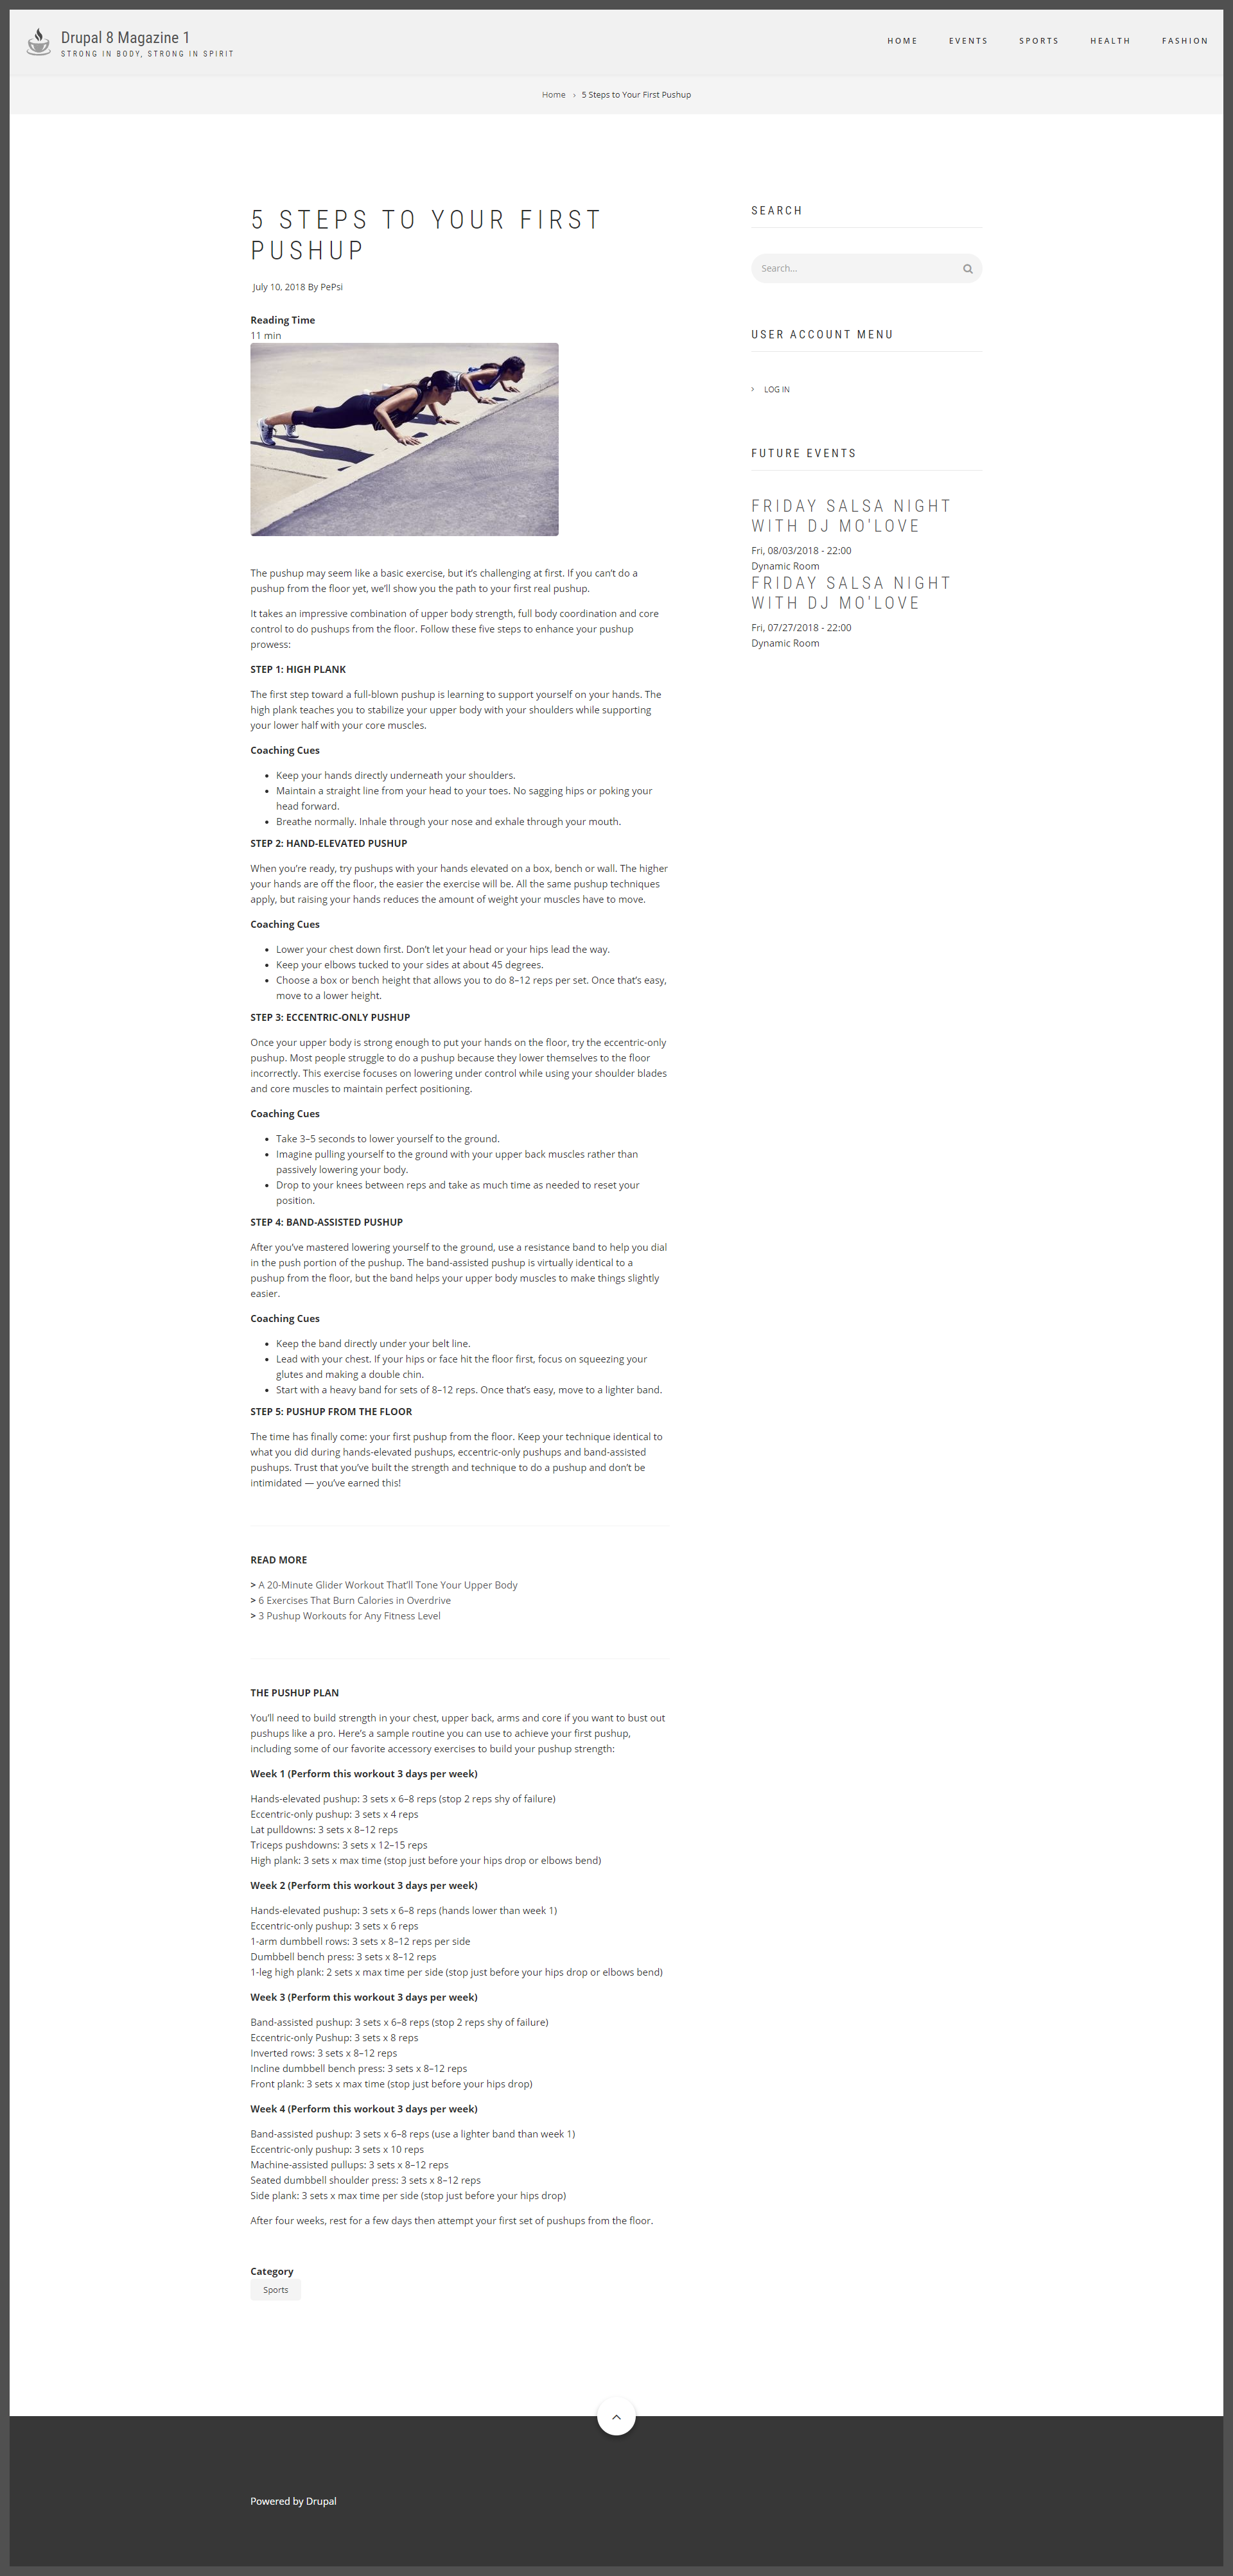 Drupal 8 Magazine 1
STRONG IN BODY, STRONG IN SPIRIT
HOME EVENTS SPORTS HEALTH FASHION
Home › 5 Steps to Your First Pushup
5 STEPS TO YOUR FIRST
PUSHUP
July 10, 2018 By PePsi
Reading Time
11 min
The pushup may seem like a basic exercise, but it’s challenging at first. If you can’t do a
pushup from the floor yet, we’ll show you the path to your first real pushup.
It takes an impressive combination of upper body strength, full body coordination and core
control to do pushups from the floor. Follow these five steps to enhance your pushup
prowess:
STEP 1: HIGH PLANK
The first step toward a full-blown pushup is learning to support yourself on your hands. The
high plank teaches you to stabilize your upper body with your shoulders while supporting
your lower half with your core muscles.
Coaching Cues
• Keep your hands directly underneath your shoulders.
• Maintain a straight line from your head to your toes. No sagging hips or poking your
head forward.
• Breathe normally. Inhale through your nose and exhale through your mouth.
STEP 2: HAND-ELEVATED PUSHUP
When you’re ready, try pushups with your hands elevated on a box, bench or wall. The higher
your hands are off the floor, the easier the exercise will be. All the same pushup techniques
apply, but raising your hands reduces the amount of weight your muscles have to move.
Coaching Cues
• Lower your chest down first. Don’t let your head or your hips lead the way.
• Keep your elbows tucked to your sides at about 45 degrees.
• Choose a box or bench height that allows you to do 8–12 reps per set. Once that’s easy,
move to a lower height.
STEP 3: ECCENTRIC-ONLY PUSHUP
Once your upper body is strong enough to put your hands on the floor, try the eccentric-only
pushup. Most people struggle to do a pushup because they lower themselves to the floor
incorrectly. This exercise focuses on lowering under control while using your shoulder blades
and core muscles to maintain perfect positioning.
Coaching Cues
• Take 3–5 seconds to lower yourself to the ground.
• Imagine pulling yourself to the ground with your upper back muscles rather than
passively lowering your body.
• Drop to your knees between reps and take as much time as needed to reset your
position.
STEP 4: BAND-ASSISTED PUSHUP
After you’ve mastered lowering yourself to the ground, use a resistance band to help you dial
in the push portion of the pushup. The band-assisted pushup is virtually identical to a
pushup from the floor, but the band helps your upper body muscles to make things slightly
easier.
Coaching Cues
• Keep the band directly under your belt line.
• Lead with your chest. If your hips or face hit the floor first, focus on squeezing your
glutes and making a double chin.
• Start with a heavy band for sets of 8–12 reps. Once that’s easy, move to a lighter band.
STEP 5: PUSHUP FROM THE FLOOR
The time has finally come: your first pushup from the floor. Keep your technique identical to
what you did during hands-elevated pushups, eccentric-only pushups and band-assisted
pushups. Trust that you’ve built the strength and technique to do a pushup and don’t be
intimidated — you’ve earned this!
READ MORE
> A 20-Minute Glider Workout That’ll Tone Your Upper Body
> 6 Exercises That Burn Calories in Overdrive
> 3 Pushup Workouts for Any Fitness Level
THE PUSHUP PLAN
You’ll need to build strength in your chest, upper back, arms and core if you want to bust out
pushups like a pro. Here’s a sample routine you can use to achieve your first pushup,
including some of our favorite accessory exercises to build your pushup strength:
Week 1 (Perform this workout 3 days per week)
Hands-elevated pushup: 3 sets x 6–8 reps (stop 2 reps shy of failure)
Eccentric-only pushup: 3 sets x 4 reps
Lat pulldowns: 3 sets x 8–12 reps
Triceps pushdowns: 3 sets x 12–15 reps
High plank: 3 sets x max time (stop just before your hips drop or elbows bend)
Week 2 (Perform this workout 3 days per week)
Hands-elevated pushup: 3 sets x 6–8 reps (hands lower than week 1)
Eccentric-only pushup: 3 sets x 6 reps
1-arm dumbbell rows: 3 sets x 8–12 reps per side
Dumbbell bench press: 3 sets x 8–12 reps
1-leg high plank: 2 sets x max time per side (stop just before your hips drop or elbows bend)
Week 3 (Perform this workout 3 days per week)
Band-assisted pushup: 3 sets x 6–8 reps (stop 2 reps shy of failure)
Eccentric-only Pushup: 3 sets x 8 reps
Inverted rows: 3 sets x 8–12 reps
Incline dumbbell bench press: 3 sets x 8–12 reps
Front plank: 3 sets x max time (stop just before your hips drop)
Week 4 (Perform this workout 3 days per week)
Band-assisted pushup: 3 sets x 6–8 reps (use a lighter band than week 1)
Eccentric-only pushup: 3 sets x 10 reps
Machine-assisted pullups: 3 sets x 8–12 reps
Seated dumbbell shoulder press: 3 sets x 8–12 reps
Side plank: 3 sets x max time per side (stop just before your hips drop)
After four weeks, rest for a few days then attempt your first set of pushups from the floor.
Category
Sports
SEARCH
Search...
USER ACCOUNT MENU
› LOG IN
FUTURE EVENTS
FRIDAY SALSA NIGHT
WITH DJ MO'LOVE
Fri, 08/03/2018 - 22:00
Dynamic Room
FRIDAY SALSA NIGHT
WITH DJ MO'LOVE
Fri, 07/27/2018 - 22:00
Dynamic Room
Powered by Drupal